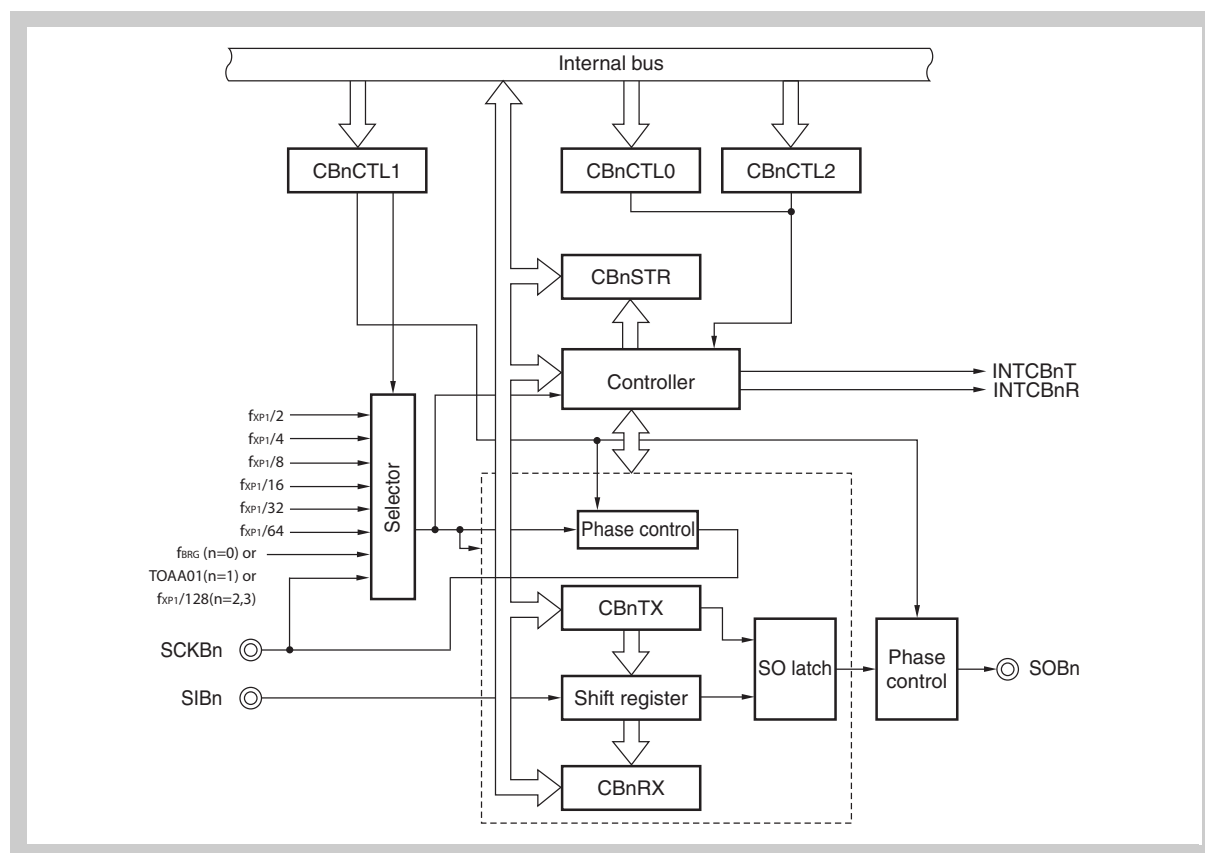 Internal bus
CBnCTL1
CBnCTL0
CBnCTL2
CBnSTR
Controller
INTCBnT
INTCBnR
fXP1/2
fXP1/4
fXP1/8
fXP1/16
fXP1/32
fXP1/64
fBRG (n=0) or
TOAA01(n=1) or
fXP1/128(n=2,3)
Selector
Phase control
CBnTX
SCKBn
SO latch
Phase
control
SOBn
SIBn
Shift register
CBnRX